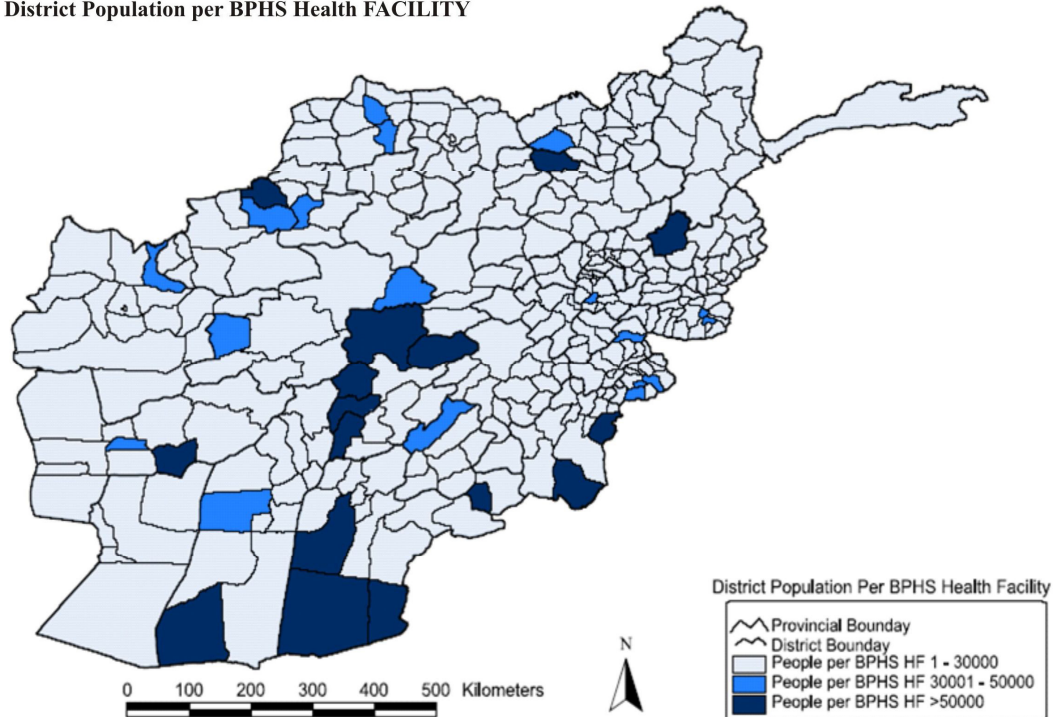 District Population per BPHS Health FACILITY
N
0 100 200 300 400 500 Kilometers
District Population Per BPHS Health Facility
Provincial Boundary
District Boundary
People per BPHS HF 1 - 30000
People per BPHS HF 30001 - 50000
People per BPHS HF >50000